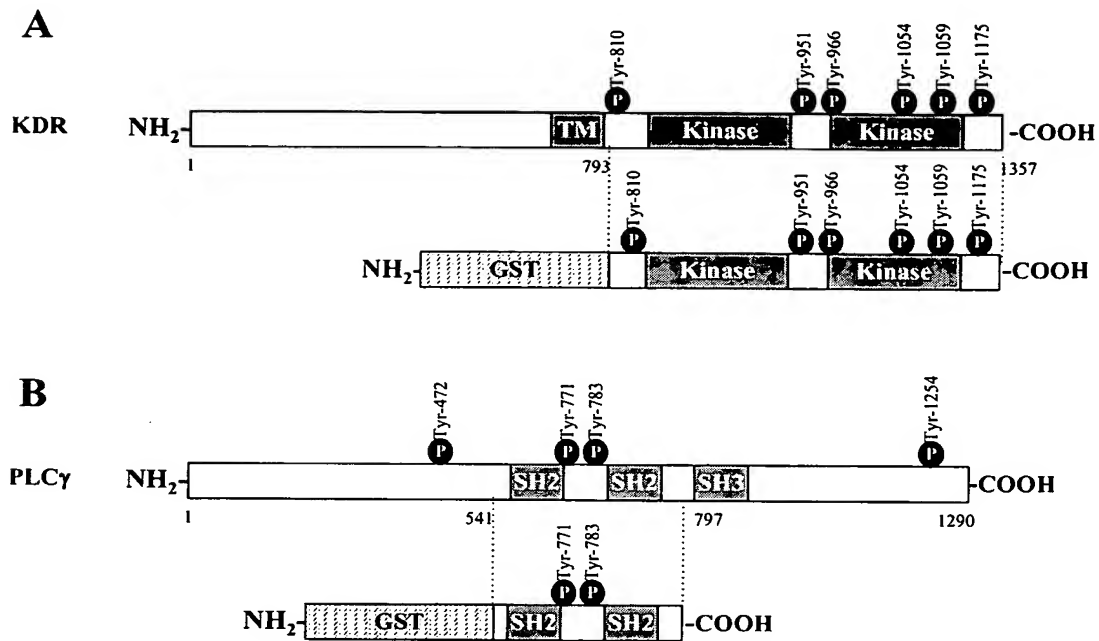 A
Tyr-810
Tyr-951
Tyr-966
Tyr-1054
Tyr-1059
Tyr-1175
P P P P P P
KDR NH2- TM Kinase Kinase -COOH
1 793 1357
Tyr-810
Tyr-951
Tyr-966
Tyr-1054
Tyr-1059
Tyr-1175
P P P P P P
NH2- GST Kinase Kinase -COOH
B
Tyr-472
Tyr-771
Tyr-783
Tyr-1254
P P P P
PLCγ NH2- SH2 SH2 SH3 -COOH
1 541 797 1290
Tyr-771
Tyr-783
P P
NH2- GST SH2 SH2 -COOH